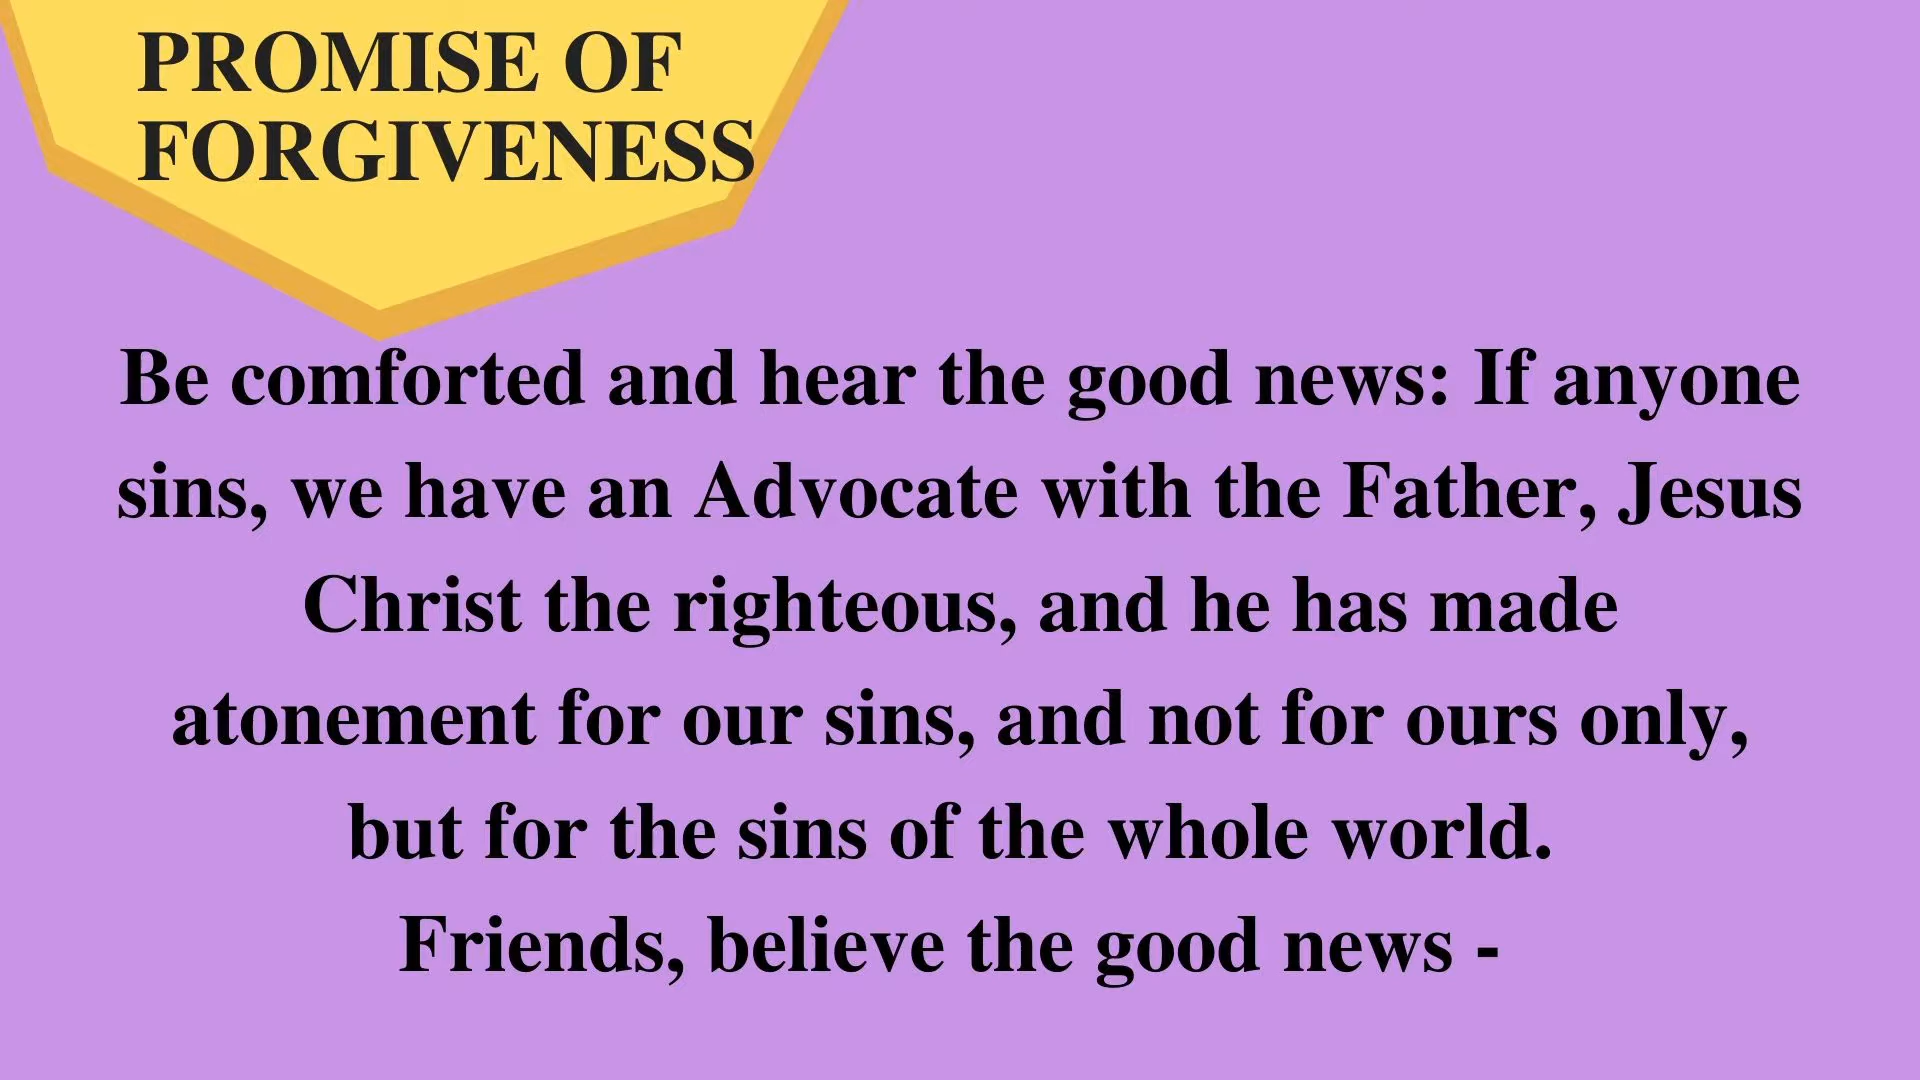 PROMISE OF
FORGIVENESS
Be comforted and hear the good news: If anyone
sins, we have an Advocate with the Father, Jesus
Christ the righteous, and he has made
atonement for our sins, and not for ours only,
but for the sins of the whole world.
Friends, believe the good news -